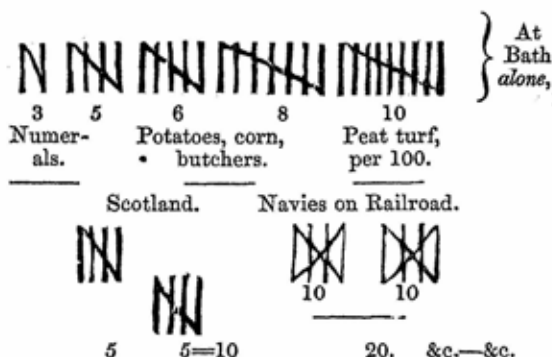 At
Bath
alone,
3 5 6 8 10
Numer-
als.
Potatoes, corn,
butchers.
Peat turf,
per 100.
Scotland. Navies on Railroad.
10 10
5 5=10 20. &c.—&c.